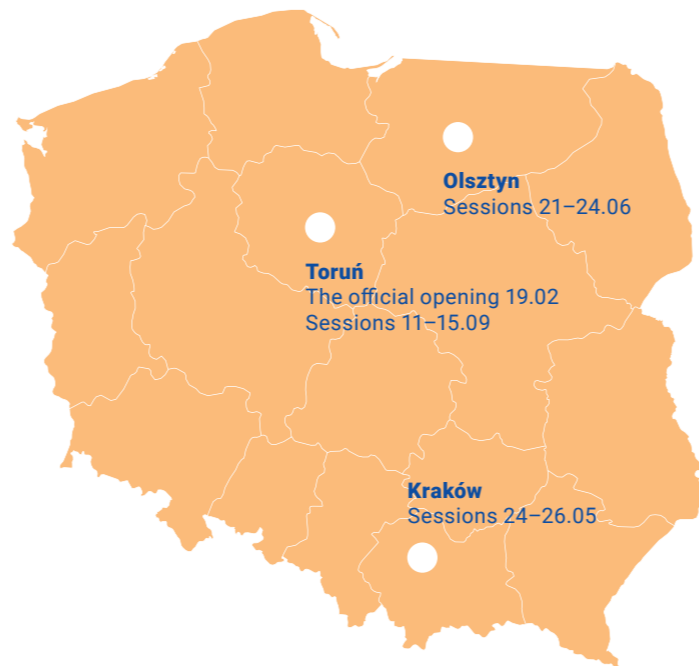 Olsztyn
Sessions 21–24.06
Toruń
The official opening 19.02
Sessions 11–15.09
Kraków
Sessions 24–26.05